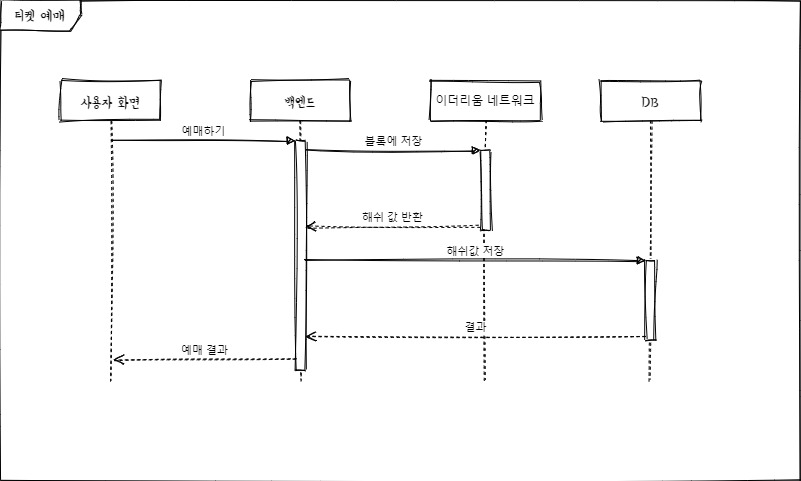 티켓 예매
사용자 화면
백엔드
이더리움 네트워크
DB
예매하기
블록에 저장
해쉬 값 반환
해쉬값 저장
결과
예매 결과